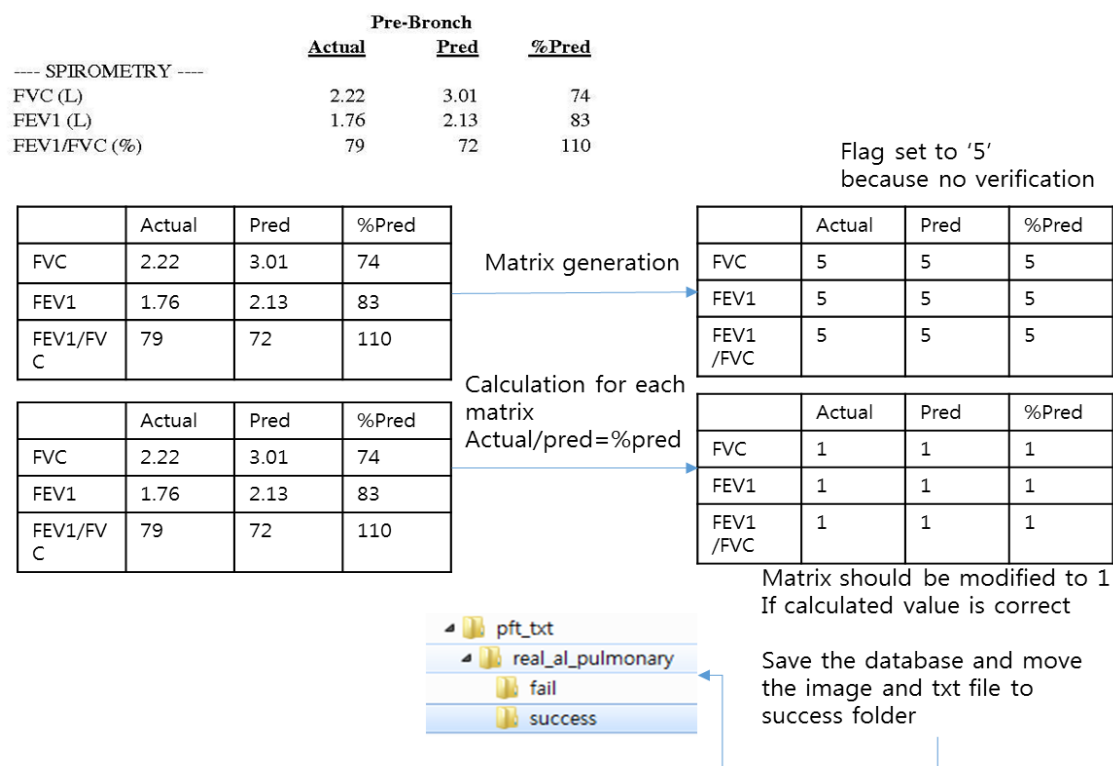 Pre-Bronch
Actual Pred %Pred
---- SPIROMETRY ----
FVC (L) 2.22 3.01 74
FEV1 (L) 1.76 2.13 83
FEV1/FVC (%) 79 72 110
Flag set to '5'
because no verification
Actual Pred %Pred
FVC 2.22 3.01 74
FEV1 1.76 2.13 83
FEV1/FV 79 72 110
C
Matrix generation
Actual Pred %Pred
FVC 5 5 5
FEV1 5 5 5
FEV1 5 5 5
/FVC
Calculation for each
matrix
Actual/pred=%pred
Actual Pred %Pred
FVC 2.22 3.01 74
FEV1 1.76 2.13 83
FEV1/FV 79 72 110
C
Actual Pred %Pred
FVC 1 1 1
FEV1 1 1 1
FEV1 1 1 1
/FVC
Matrix should be modified to 1
If calculated value is correct
pft_txt
real_al_pulmonary
fail
success
Save the database and move
the image and txt file to
success folder